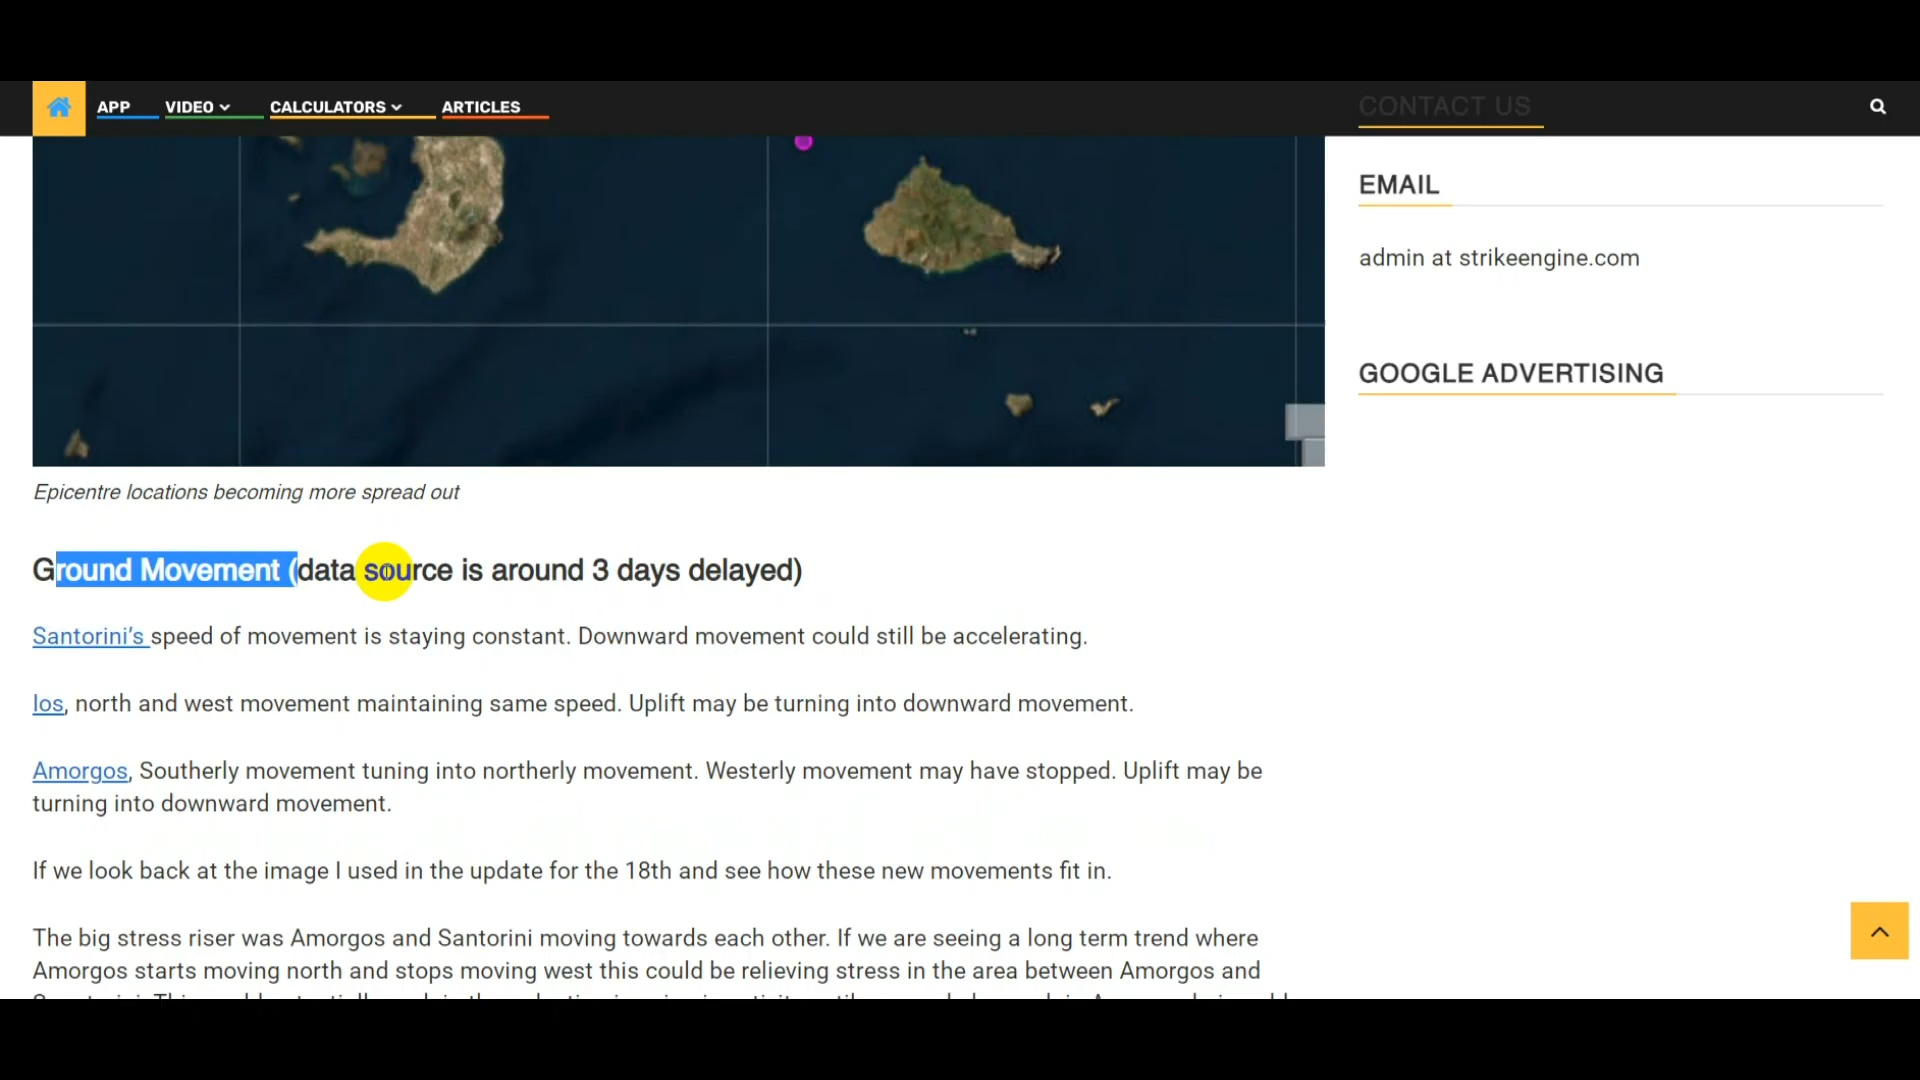 APP VIDEO CALCULATORS ARTICLES CONTACT US
EMAIL
admin at strikeengine.com
GOOGLE ADVERTISING
Epicentre locations becoming more spread out
Ground Movement (data source is around 3 days delayed)
Santorini’s speed of movement is staying constant. Downward movement could still be accelerating.
Ios, north and west movement maintaining same speed. Uplift may be turning into downward movement.
Amorgos, Southerly movement tuning into northerly movement. Westerly movement may have stopped. Uplift may be
turning into downward movement.
If we look back at the image I used in the update for the 18th and see how these new movements fit in.
The big stress riser was Amorgos and Santorini moving towards each other. If we are seeing a long term trend where
Amorgos starts moving north and stops moving west this could be relieving stress in the area between Amorgos and